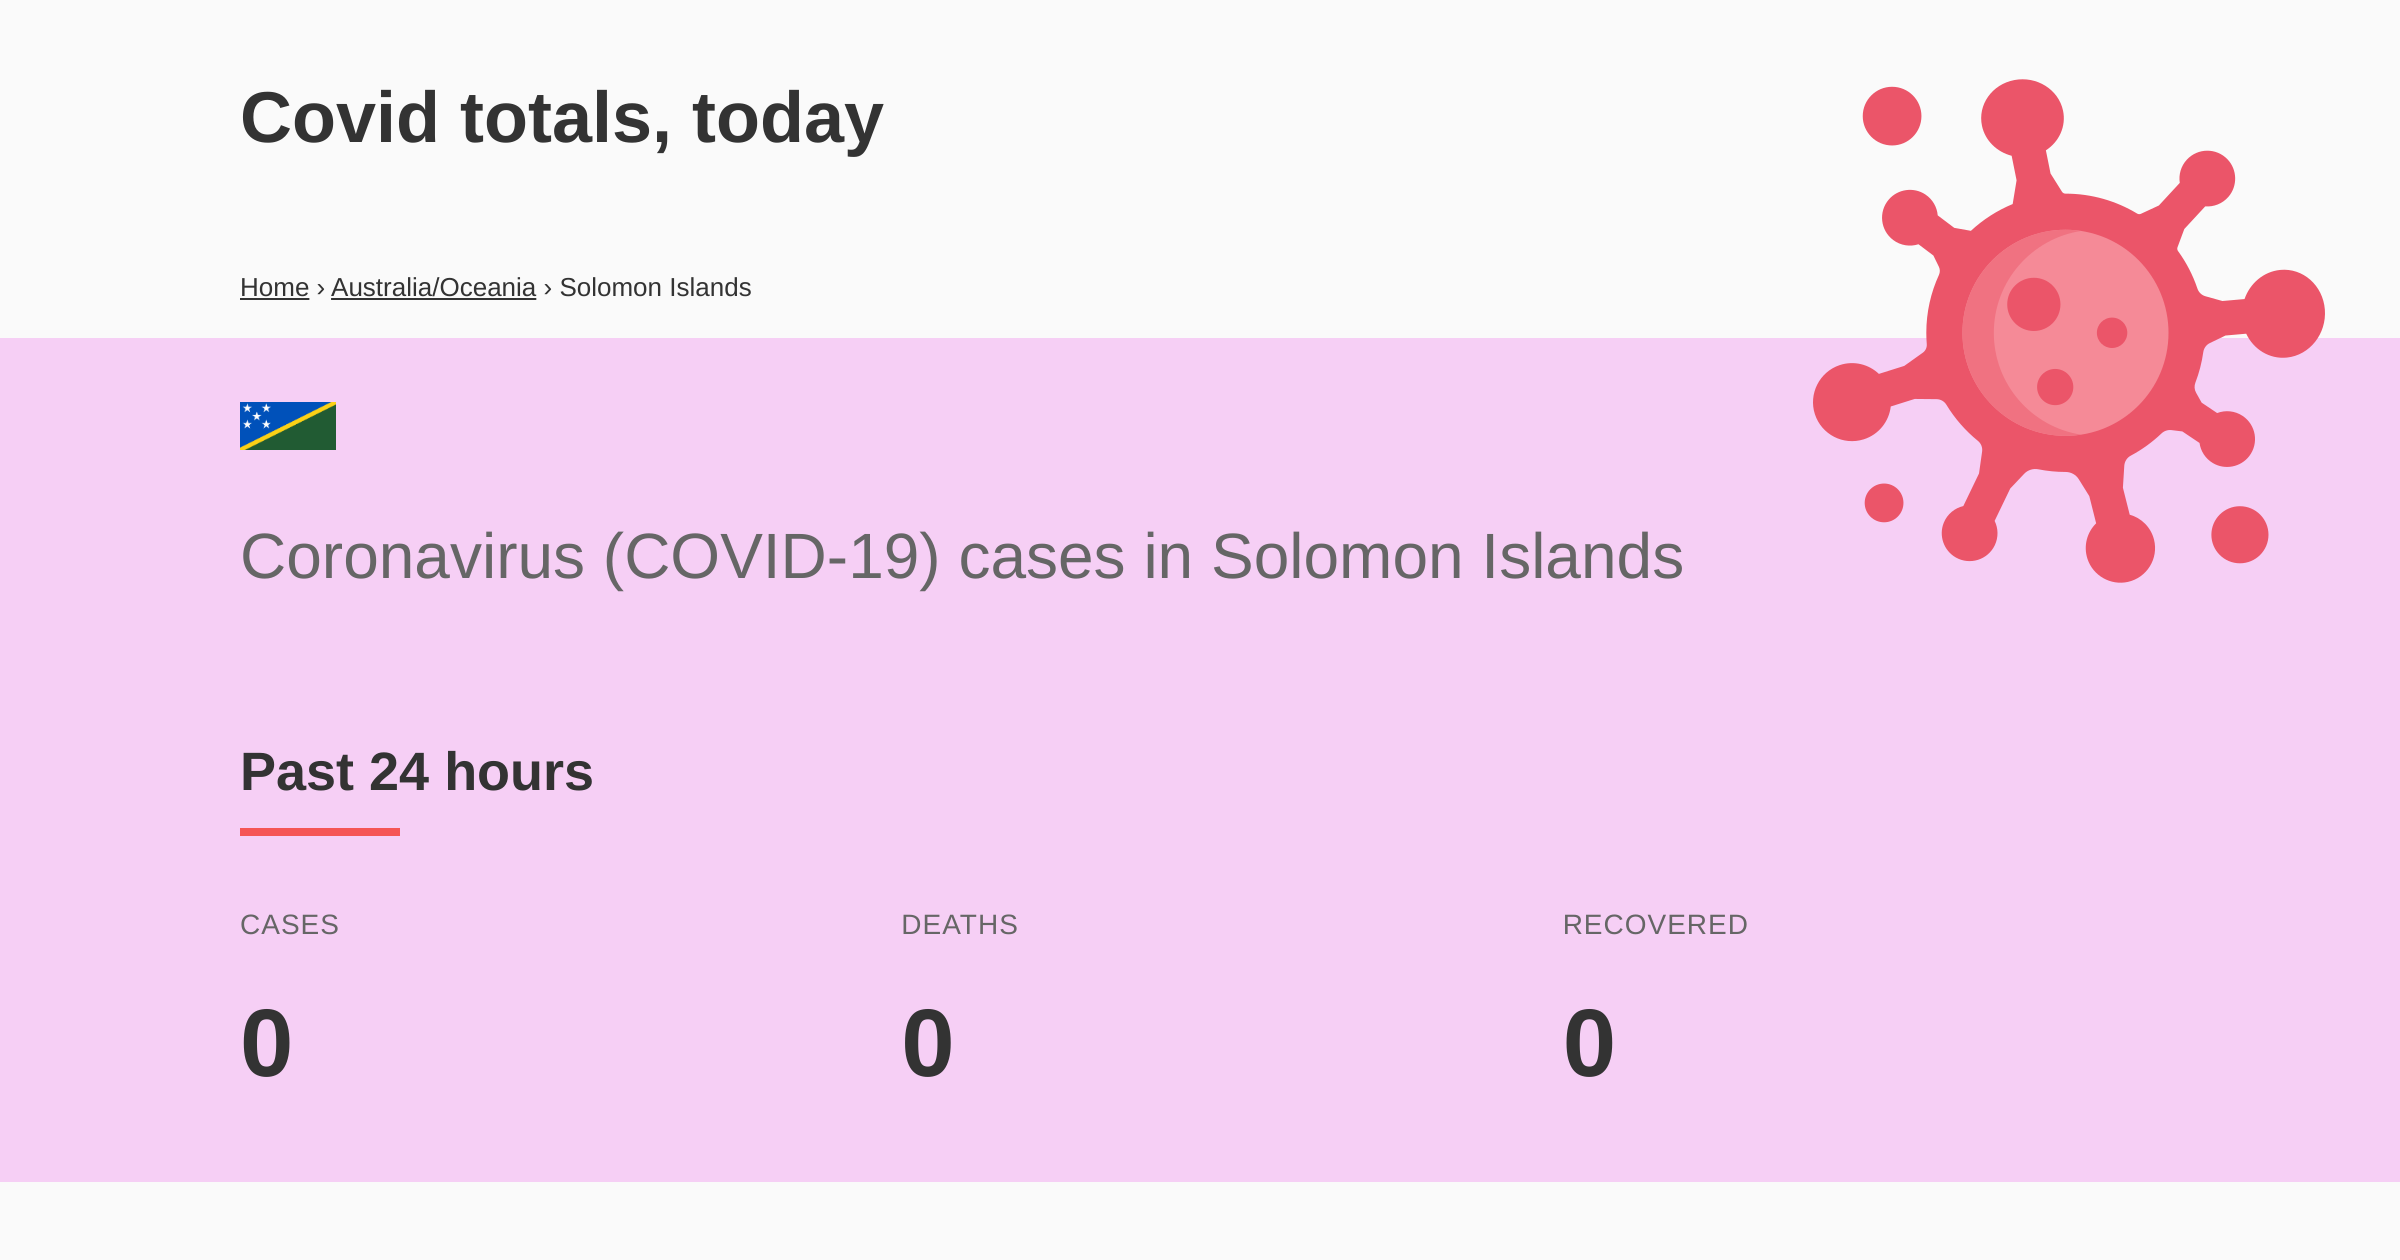 Covid totals, today
Home › Australia/Oceania › Solomon Islands
Coronavirus (COVID-19) cases in Solomon Islands
Past 24 hours
CASES DEATHS RECOVERED
0 0 0